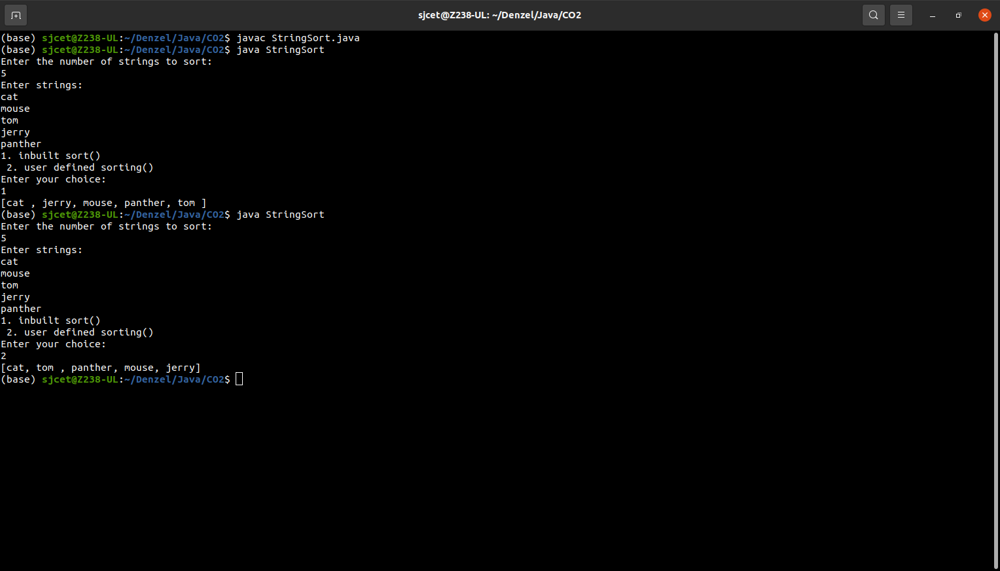 sjcet@Z238-UL: ~/Denzel/Java/CO2
(base) sjcet@Z238-UL:~/Denzel/Java/CO2$ javac StringSort.java
(base) sjcet@Z238-UL:~/Denzel/Java/CO2$ java StringSort
Enter the number of strings to sort:
5
Enter strings:
cat
mouse
tom
jerry
panther
1. inbuilt sort()
 2. user defined sorting()
Enter your choice:
1
[cat , jerry, mouse, panther, tom ]
(base) sjcet@Z238-UL:~/Denzel/Java/CO2$ java StringSort
Enter the number of strings to sort:
5
Enter strings:
cat
mouse
tom
jerry
panther
1. inbuilt sort()
 2. user defined sorting()
Enter your choice:
2
[cat, tom , panther, mouse, jerry]
(base) sjcet@Z238-UL:~/Denzel/Java/CO2$